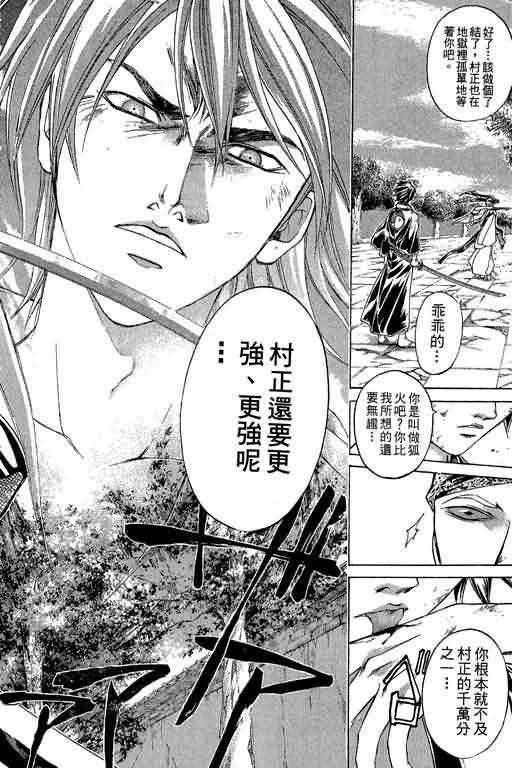 好了…該做個了
結了，村正也在
地獄裡孤單地等
著你吧。
乖乖的…
你是叫做狐
火吧？你比
我所想的還
要無趣…
你根本就不及
村正的千萬分
之一…
村正還要更
強、更強呢
…